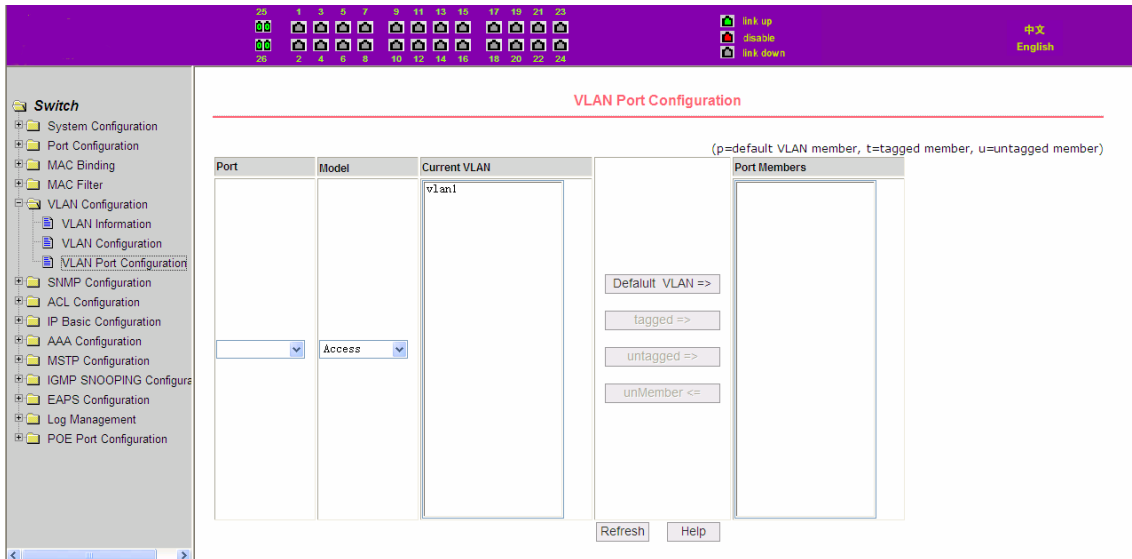 25 1 3 5 7 9 11 13 15 17 19 21 23
26 2 4 6 8 10 12 14 16 18 20 22 24
link up
disable
link down
中文
English
Switch
System Configuration
Port Configuration
MAC Binding
MAC Filter
VLAN Configuration
VLAN Information
VLAN Configuration
VLAN Port Configuration
SNMP Configuration
ACL Configuration
IP Basic Configuration
AAA Configuration
MSTP Configuration
IGMP SNOOPING Configura
EAPS Configuration
Log Management
POE Port Configuration
VLAN Port Configuration
(p=default VLAN member, t=tagged member, u=untagged member)
Port Model Current VLAN Port Members
Access
vlan1
Defalult VLAN =>
tagged =>
untagged =>
unMember <=
Refresh Help